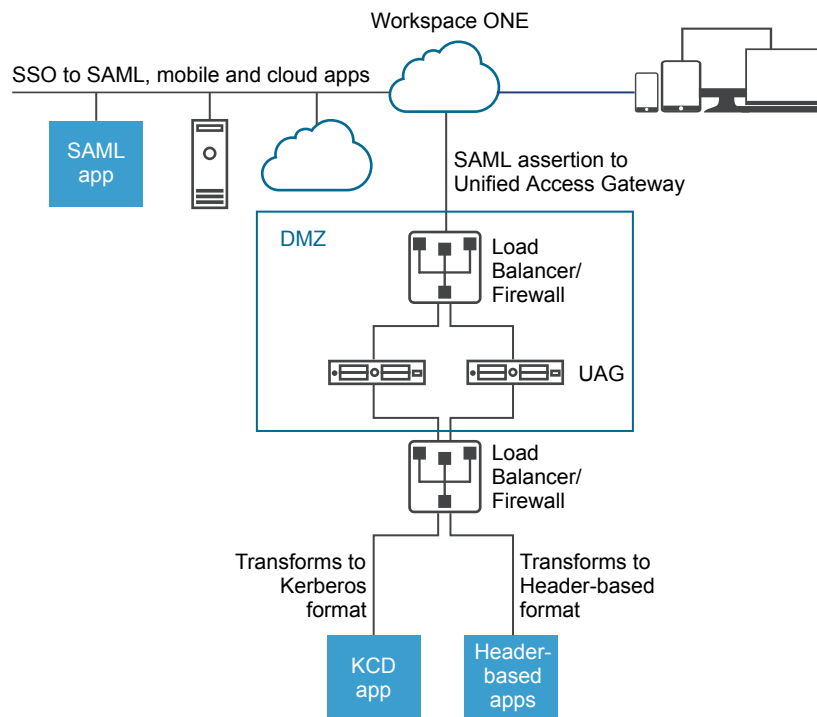 Workspace ONE
SSO to SAML, mobile and cloud apps
SAML
app
SAML assertion to
Unified Access Gateway
DMZ
Load
Balancer/
Firewall
UAG
Load
Balancer/
Firewall
Transforms to
Kerberos
format
Transforms to
Header-based
format
KCD
app
Header-
based
apps